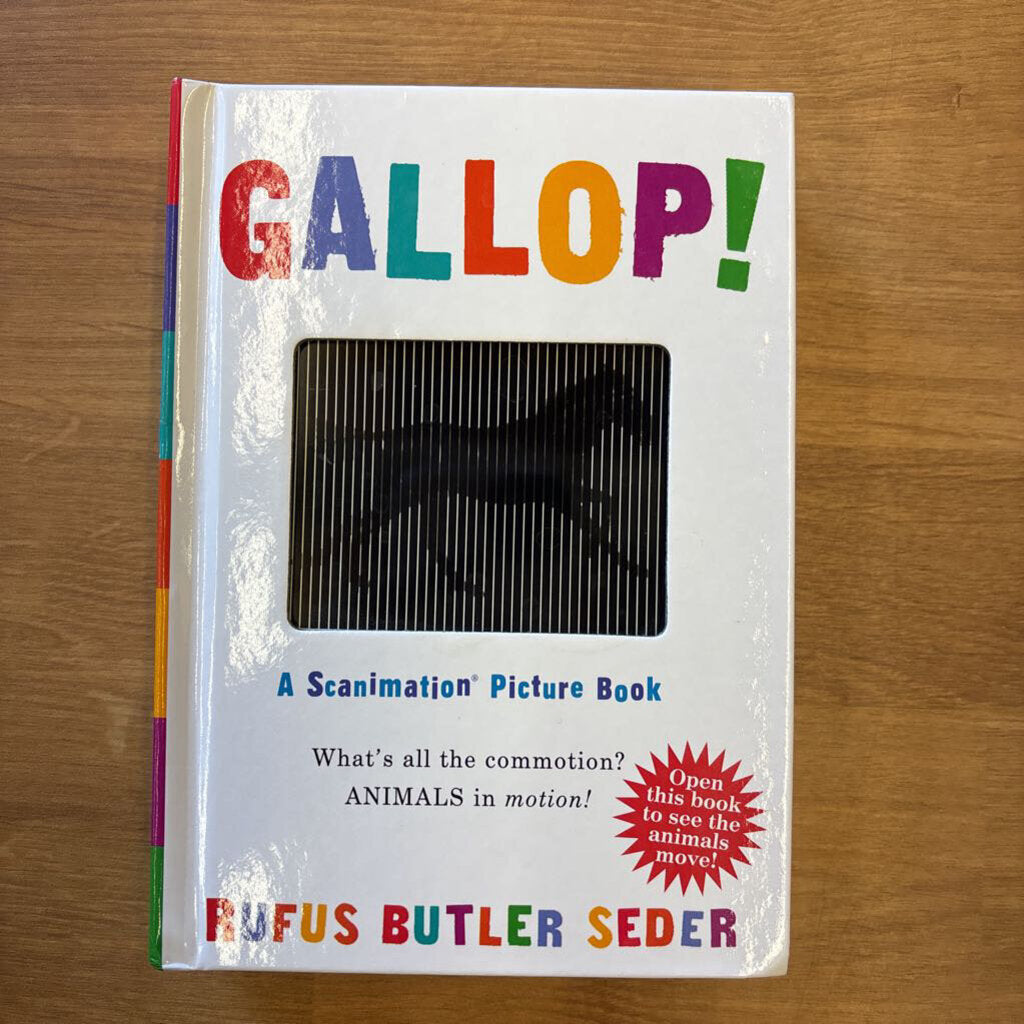 GALLOP!
A Scanimation® Picture Book
What's all the commotion?
ANIMALS in motion!
Open
this book
to see the
animals
move!
RUFUS BUTLER SEDER